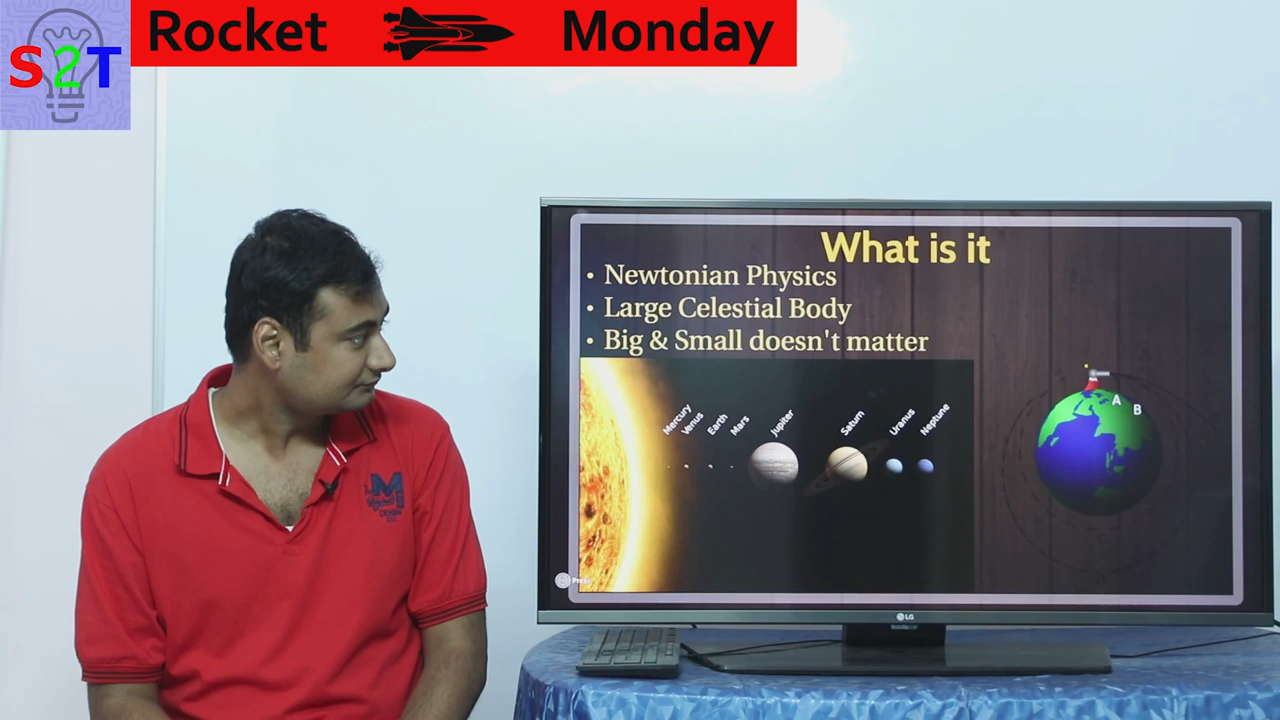 Rocket Monday
S2T
What is it
• Newtonian Physics
• Large Celestial Body
• Big & Small doesn't matter
Mercury
Venus
Earth
Mars
Jupiter
Saturn
Uranus
Neptune
A
B
C
M
LG